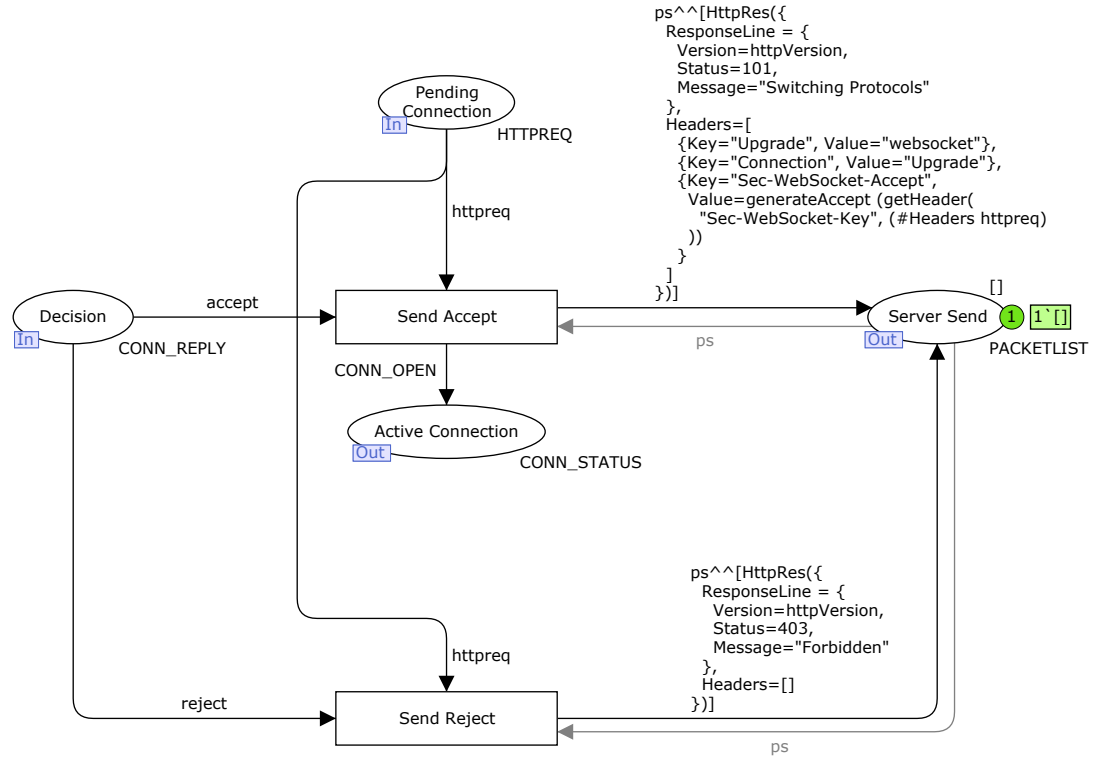 ps^^[HttpRes({
ResponseLine = {
Version=httpVersion,
Status=101,
Message="Switching Protocols"
},
Headers=[
{Key="Upgrade", Value="websocket"},
{Key="Connection", Value="Upgrade"},
{Key="Sec-WebSocket-Accept",
Value=generateAccept (getHeader(
"Sec-WebSocket-Key", (#Headers httpreq)
))
}
]
})]
Pending
Connection
In
HTTPREQ
httpreq
Decision
In
CONN_REPLY
accept
Send Accept
[]
Server Send
1
1`[]
Out
PACKETLIST
ps
CONN_OPEN
Active Connection
Out
CONN_STATUS
ps^^[HttpRes({
ResponseLine = {
Version=httpVersion,
Status=403,
Message="Forbidden"
},
Headers=[]
})]
httpreq
reject
Send Reject
ps